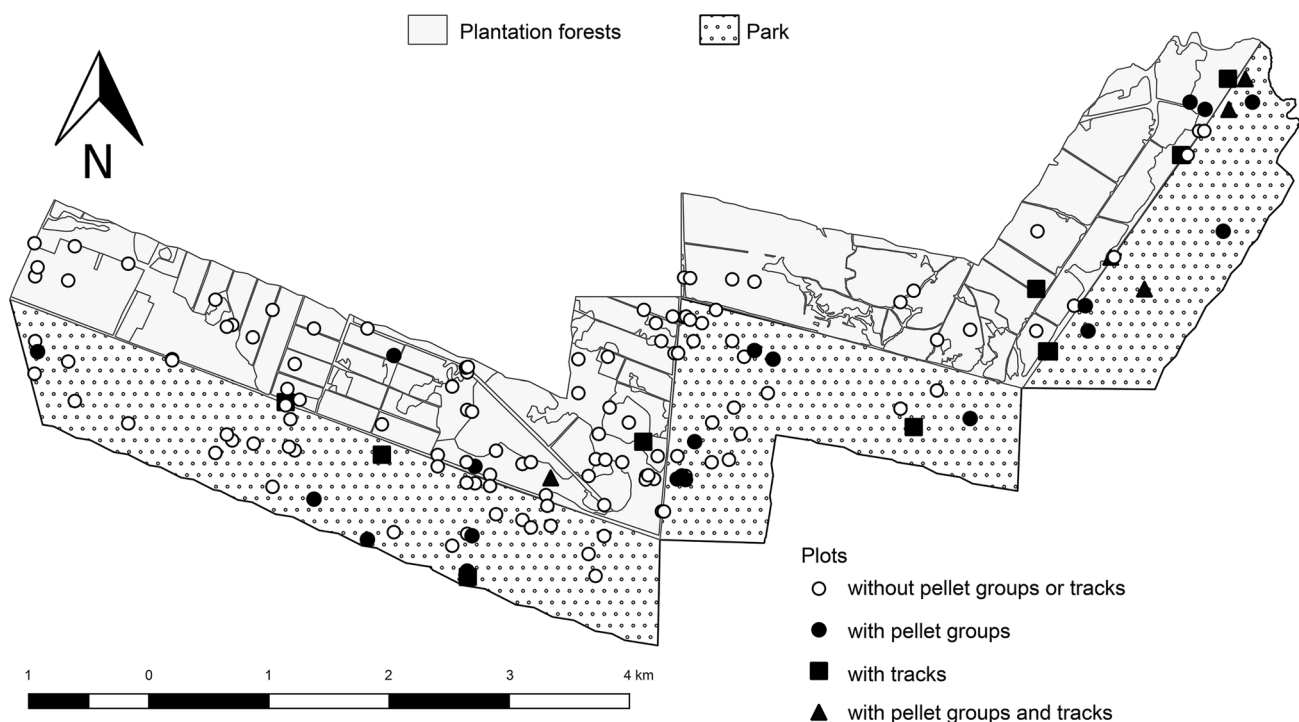 Plantation forests
Park
N
Plots
without pellet groups or tracks
with pellet groups
with tracks
with pellet groups and tracks
1 0 1 2 3 4 km